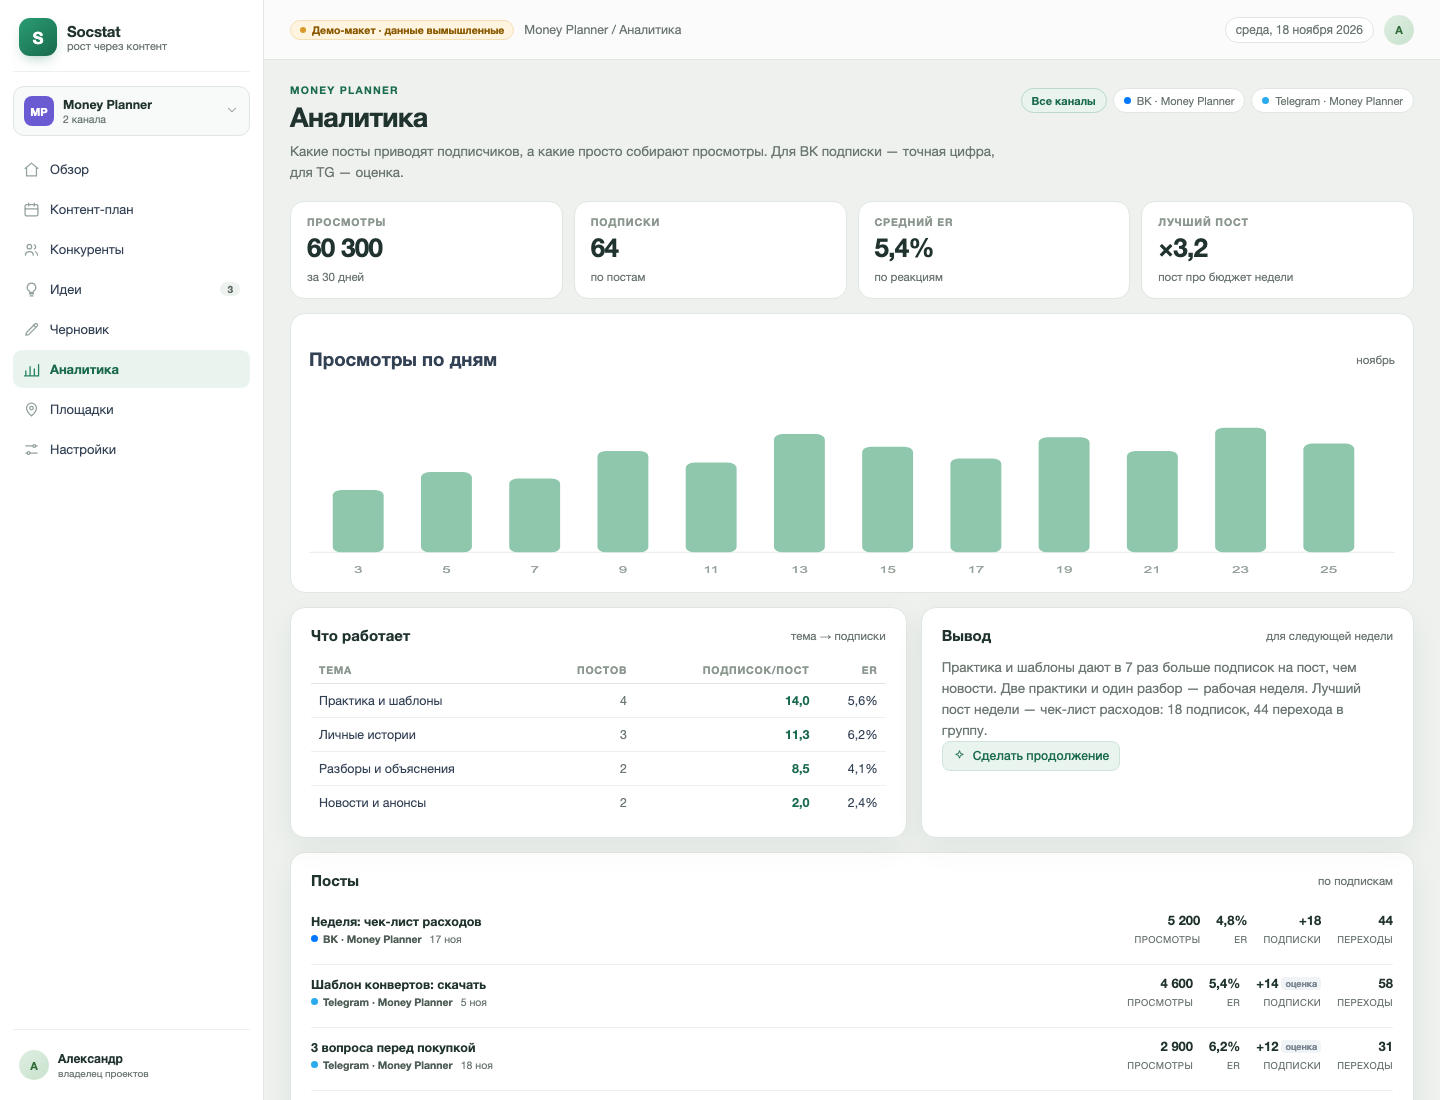 S
Socstat
рост через контент
MP
Money Planner
2 канала
Обзор
Контент-план
Конкуренты
Идеи
3
Черновик
Аналитика
Площадки
Настройки
A
Александр
владелец проектов
Демо-макет · данные вымышленные
Money Planner / Аналитика
среда, 18 ноября 2026
A
MONEY PLANNER
Аналитика
Какие посты приводят подписчиков, а какие просто собирают просмотры. Для ВК подписки — точная цифра,
для TG — оценка.
Все каналы
ВК · Money Planner
Telegram · Money Planner
ПРОСМОТРЫ
60 300
за 30 дней
ПОДПИСКИ
64
по постам
СРЕДНИЙ ER
5,4%
по реакциям
ЛУЧШИЙ ПОСТ
×3,2
пост про бюджет недели
Просмотры по дням
ноябрь
3 5 7 9 11 13 15 17 19 21 23 25
Что работает
тема → подписки
ТЕМА ПОСТОВ ПОДПИСОК/ПОСТ ER
Практика и шаблоны 4 14,0 5,6%
Личные истории 3 11,3 6,2%
Разборы и объяснения 2 8,5 4,1%
Новости и анонсы 2 2,0 2,4%
Вывод
для следующей недели
Практика и шаблоны дают в 7 раз больше подписок на пост, чем
новости. Две практики и один разбор — рабочая неделя. Лучший
пост недели — чек-лист расходов: 18 подписок, 44 перехода в
группу.
Сделать продолжение
Посты
по подпискам
Неделя: чек-лист расходов
ВК · Money Planner 17 ноя
5 200 4,8% +18 44
ПРОСМОТРЫ ER ПОДПИСКИ ПЕРЕХОДЫ
Шаблон конвертов: скачать
Telegram · Money Planner 5 ноя
4 600 5,4% +14 оценка 58
ПРОСМОТРЫ ER ПОДПИСКИ ПЕРЕХОДЫ
3 вопроса перед покупкой
Telegram · Money Planner 18 ноя
2 900 6,2% +12 оценка 31
ПРОСМОТРЫ ER ПОДПИСКИ ПЕРЕХОДЫ